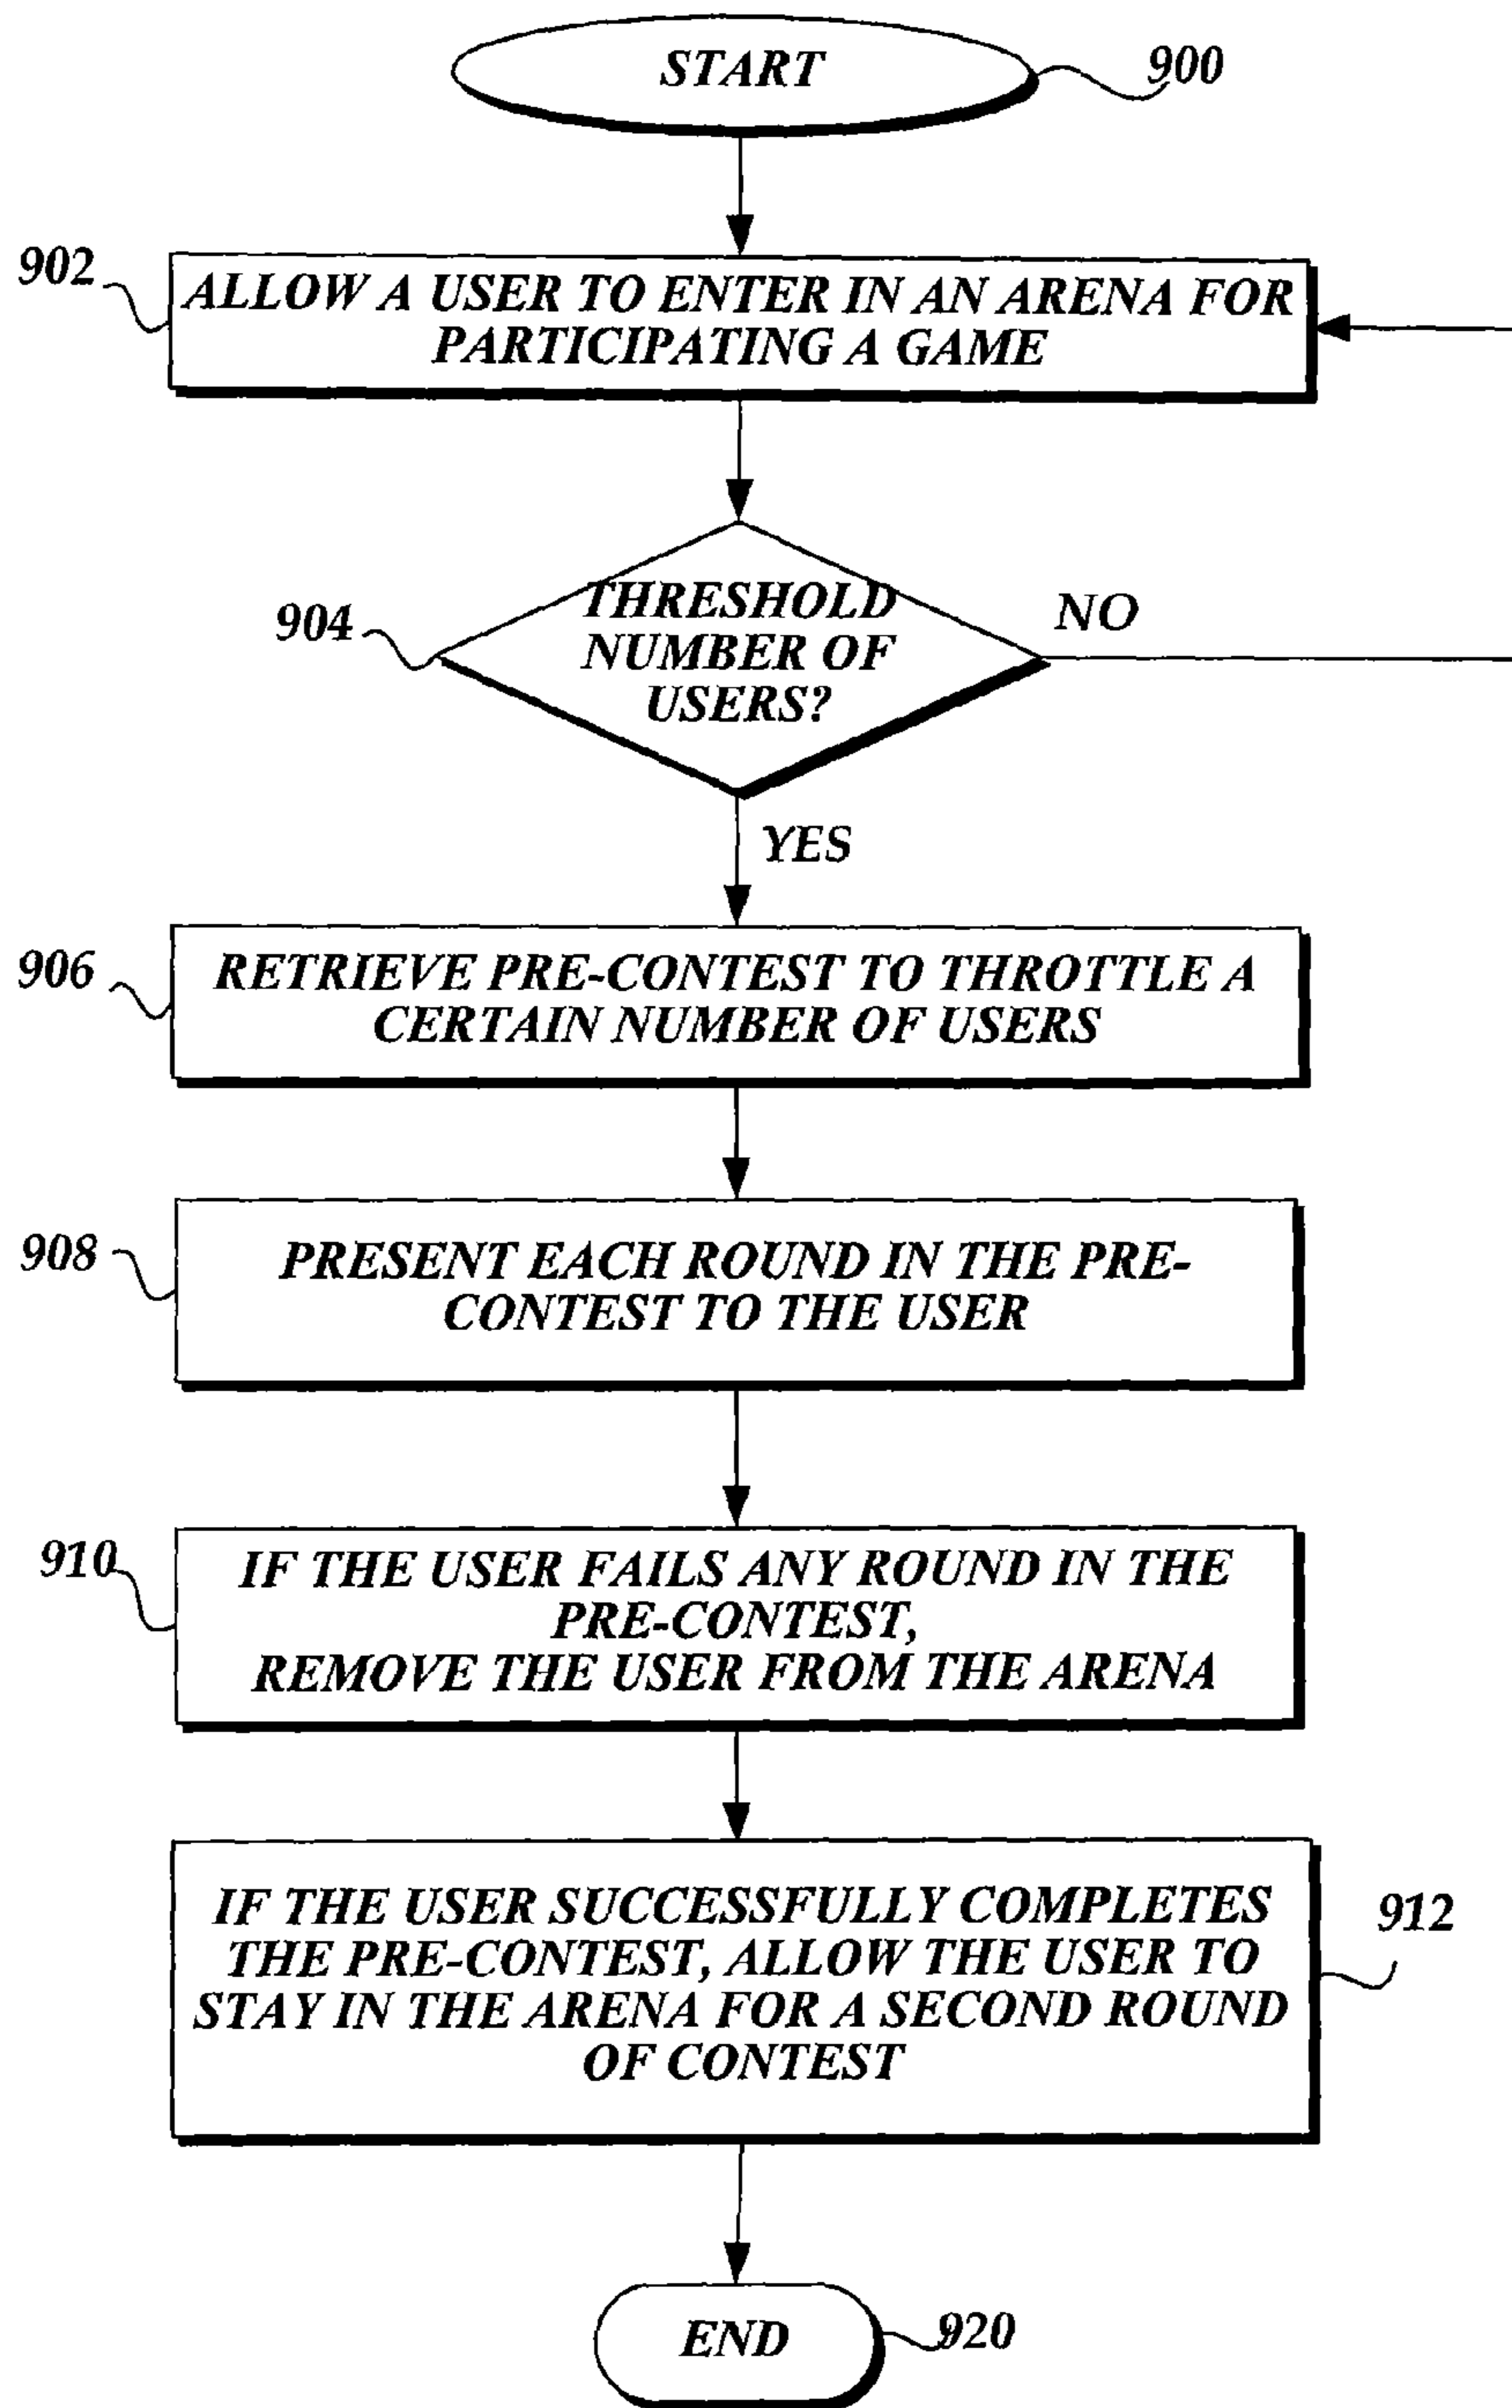 START
900
902
ALLOW A USER TO ENTER IN AN ARENA FOR
PARTICIPATING A GAME
904
THRESHOLD
NUMBER OF
USERS?
NO
YES
906
RETRIEVE PRE-CONTEST TO THROTTLE A
CERTAIN NUMBER OF USERS
908
PRESENT EACH ROUND IN THE PRE-
CONTEST TO THE USER
910
IF THE USER FAILS ANY ROUND IN THE
PRE-CONTEST,
REMOVE THE USER FROM THE ARENA
IF THE USER SUCCESSFULLY COMPLETES
THE PRE-CONTEST, ALLOW THE USER TO
STAY IN THE ARENA FOR A SECOND ROUND
OF CONTEST
912
END
920